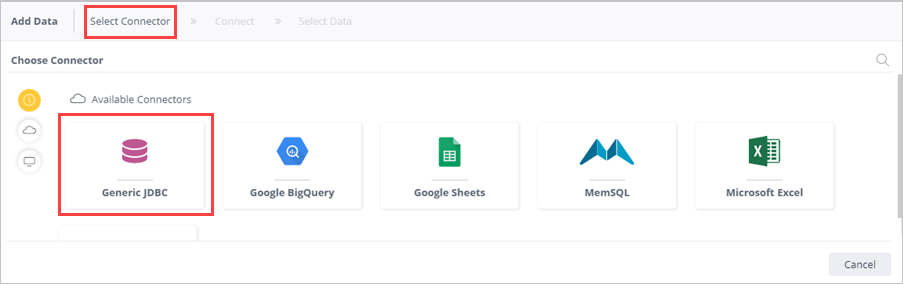 Add Data Select Connector » Connect » Select Data
Choose Connector
Available Connectors
Generic JDBC Google BigQuery Google Sheets MemSQL Microsoft Excel
Cancel